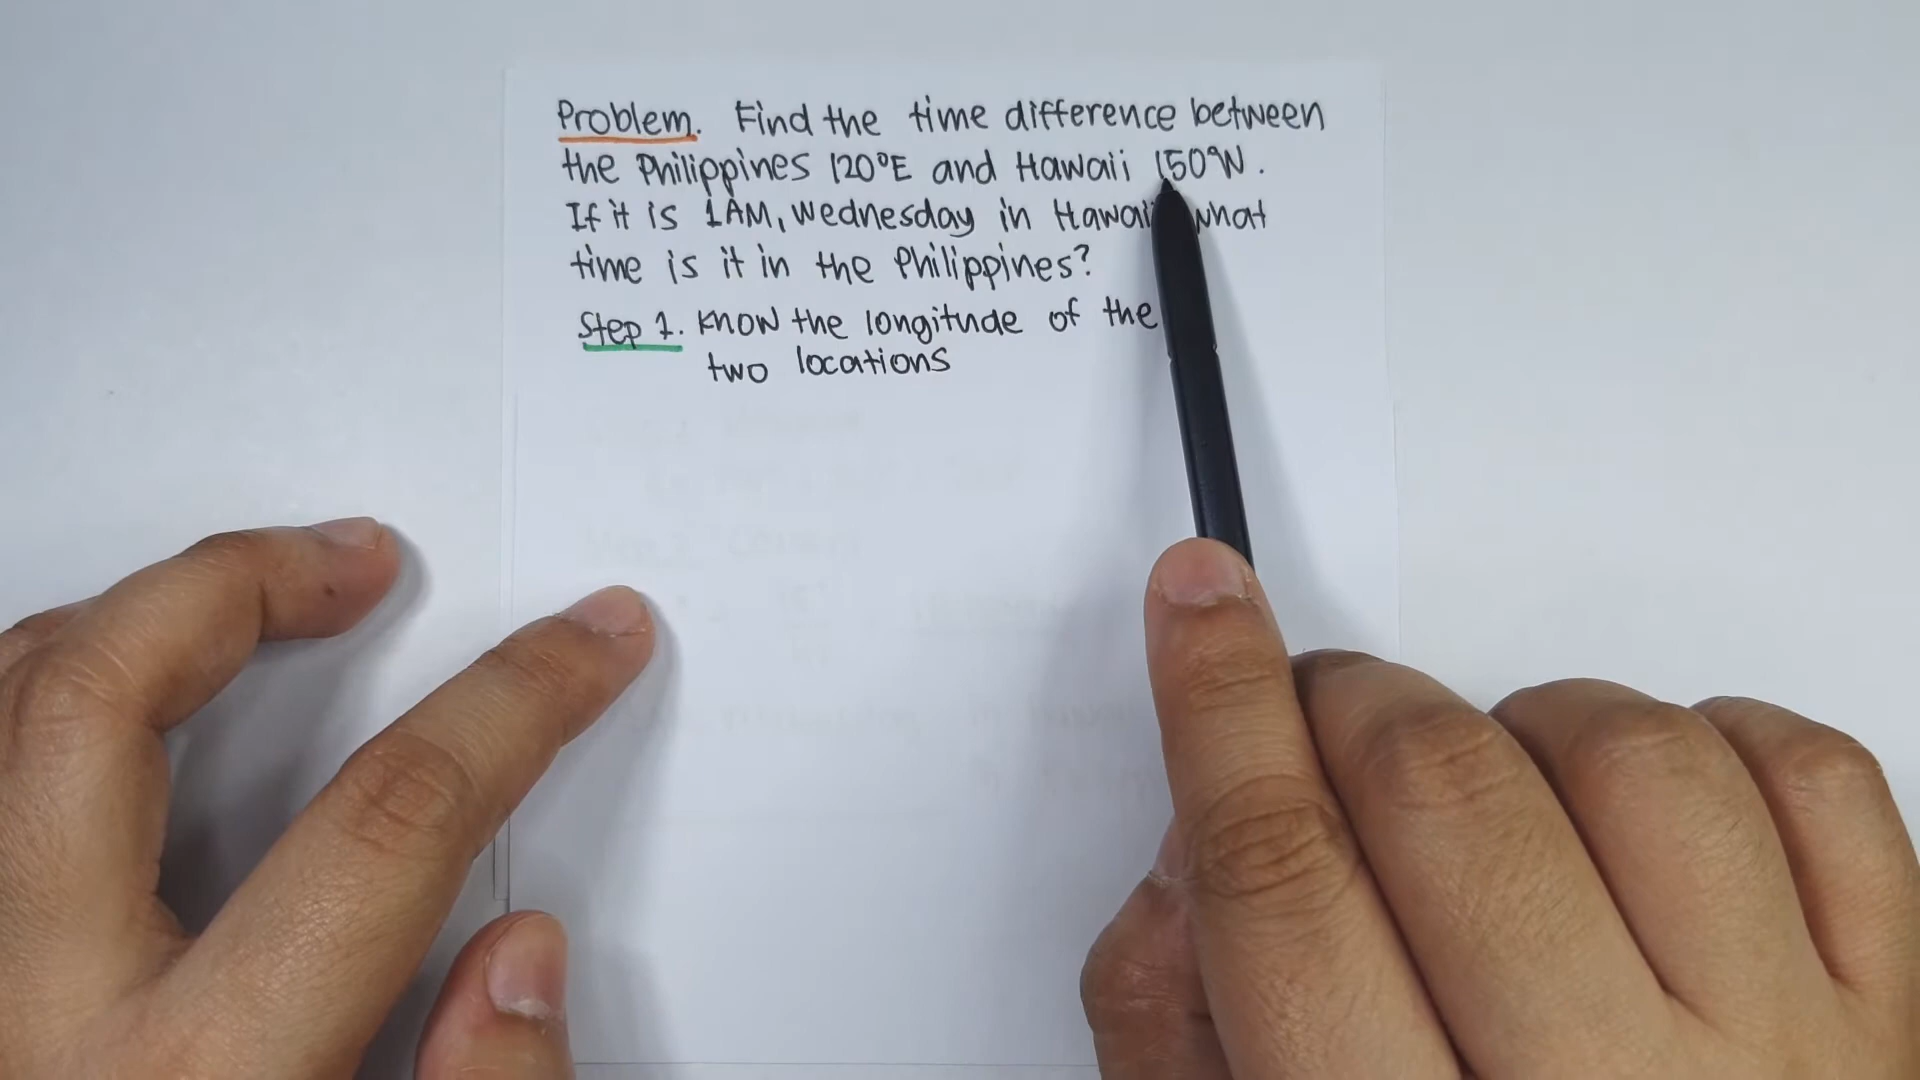 Problem. Find the time difference between
the Philippines 120°E and Hawaii 150°W.
If it is 1AM, Wednesday in Hawaii what
time is it in the Philippines?
Step 1. Know the longitude of the
two locations